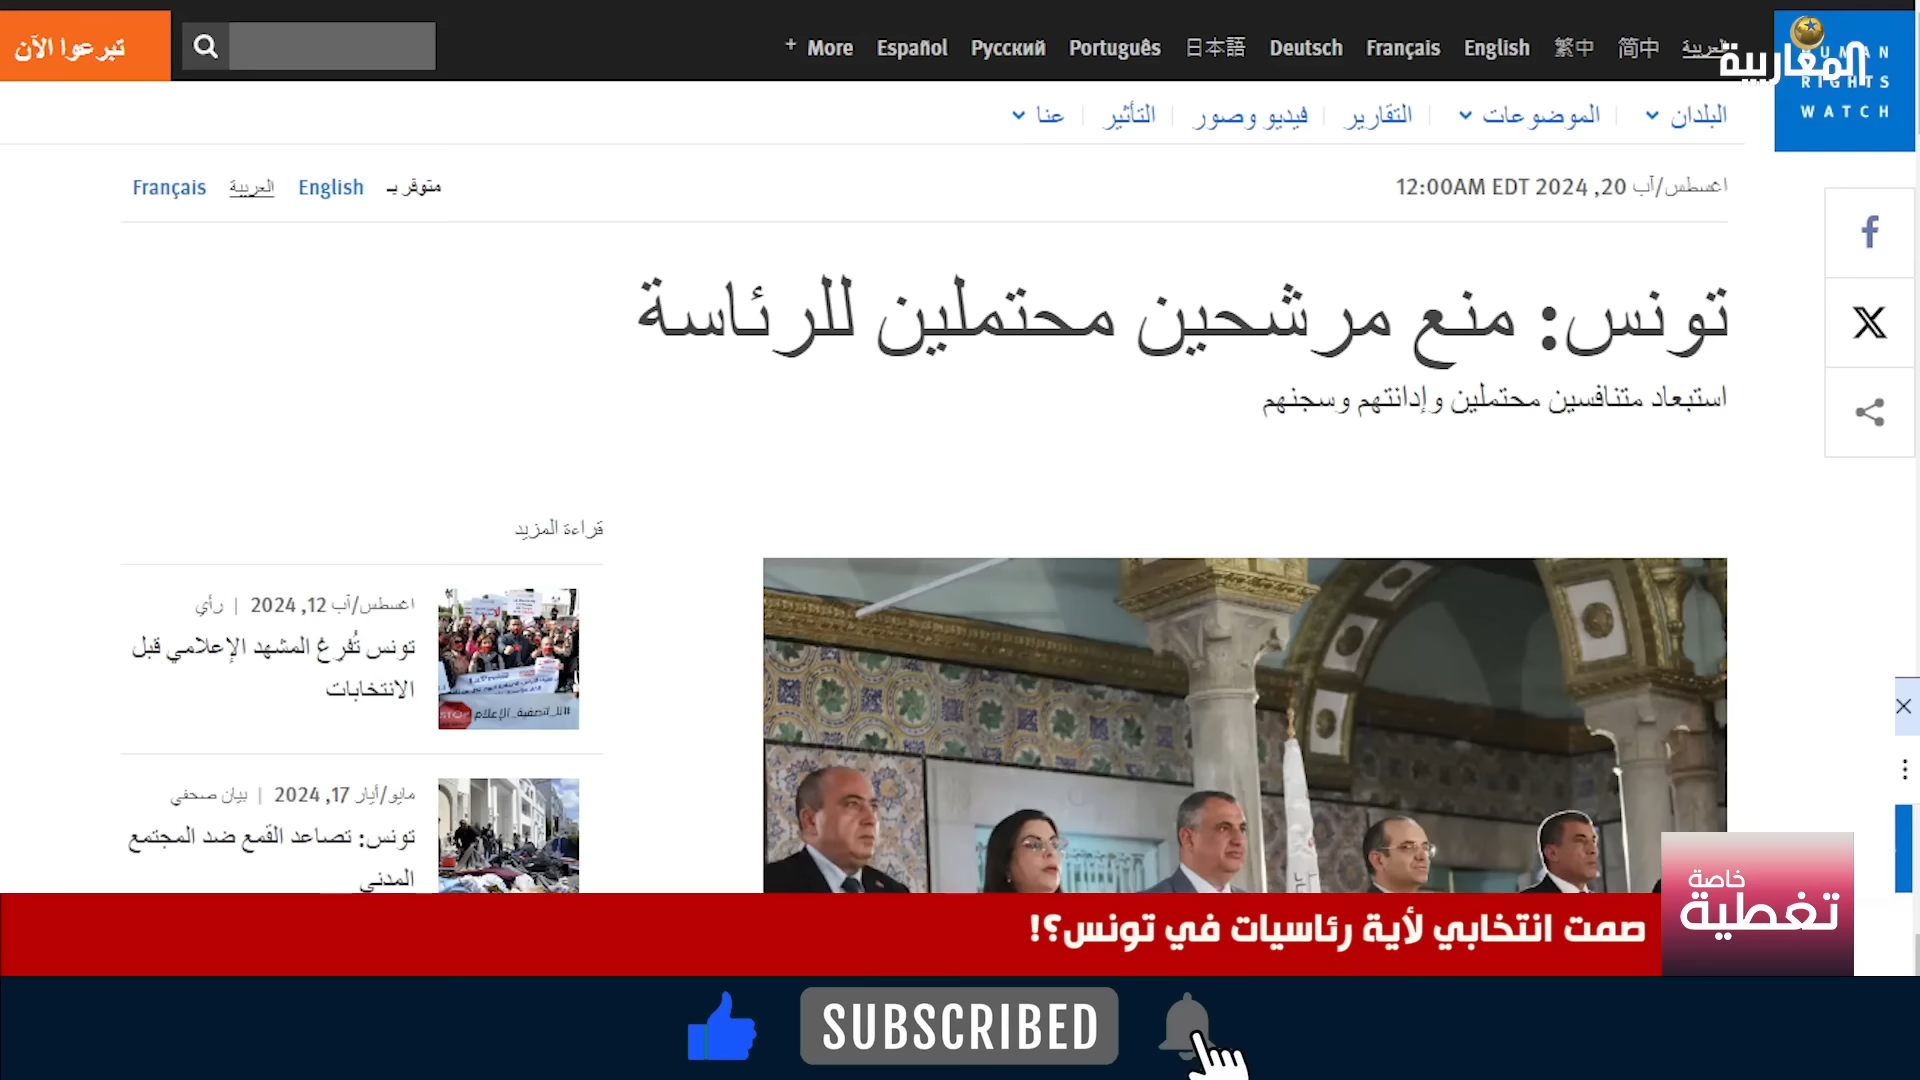 العربية 简中 繁中 English Français Deutsch 日本語 Português Русский Español More +
تبرعوا الآن
المغاربية
HUMAN
RIGHTS
WATCH
البلدان | الموضوعات | التقارير | فيديو وصور | التأثير | عنا
اغسطس/آب 20, 2024 12:00AM EDT
متوفر بـ English العربية Français
تونس: منع مرشحين محتملين للرئاسة
استبعاد متنافسين محتملين وإدانتهم وسجنهم
قراءة المزيد
اغسطس/آب 12, 2024 | رأي
تونس تُفرغ المشهد الإعلامي قبل
الانتخابات
STOP
مايو/أيار 17, 2024 | بيان صحفي
تونس: تصاعد القمع ضد المجتمع
المدني
تغطية
خاصة
صمت انتخابي لأية رئاسيات في تونس؟!
SUBSCRIBED